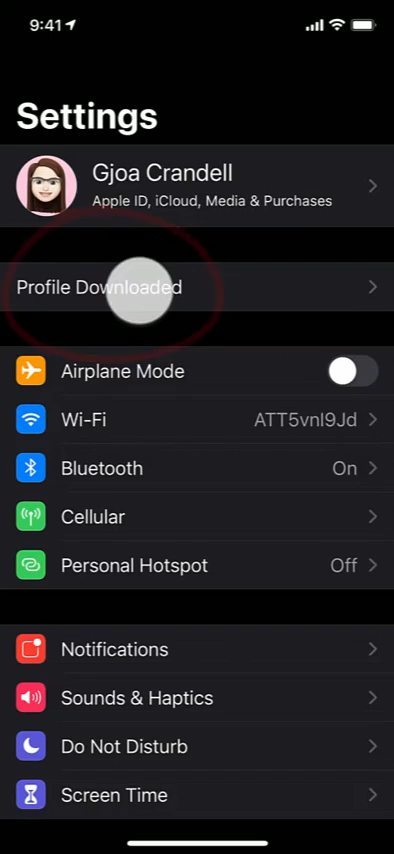 9:41
Settings
Gjoa Crandell
Apple ID, iCloud, Media & Purchases
Profile Downloaded
Airplane Mode
Wi-Fi ATT5vnI9Jd
Bluetooth On
Cellular
Personal Hotspot Off
Notifications
Sounds & Haptics
Do Not Disturb
Screen Time